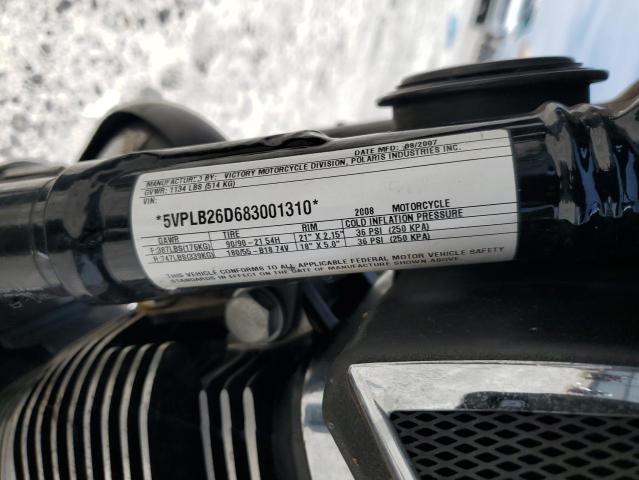 DATE MFD: 08/2007
MANUFACTURED BY: VICTORY MOTORCYCLE DIVISION, POLARIS INDUSTRIES INC.
GVWR: 1134 LBS (514 KG)
VIN:
*5VPLB26D683001310* 2008 MOTORCYCLE
GAWR TIRE RIM COLD INFLATION PRESSURE
F:387LBS(176KG) 90/90-21 54H 21" X 2.15" 36 PSI (250 KPA)
R:747LBS(339KG) 180/55-B18 74V 18" X 5.0" 36 PSI (250 KPA)
THIS VEHICLE CONFORMS TO ALL APPLICABLE FEDERAL MOTOR VEHICLE SAFETY
STANDARDS IN EFFECT ON THE DATE OF MANUFACTURE SHOWN ABOVE.